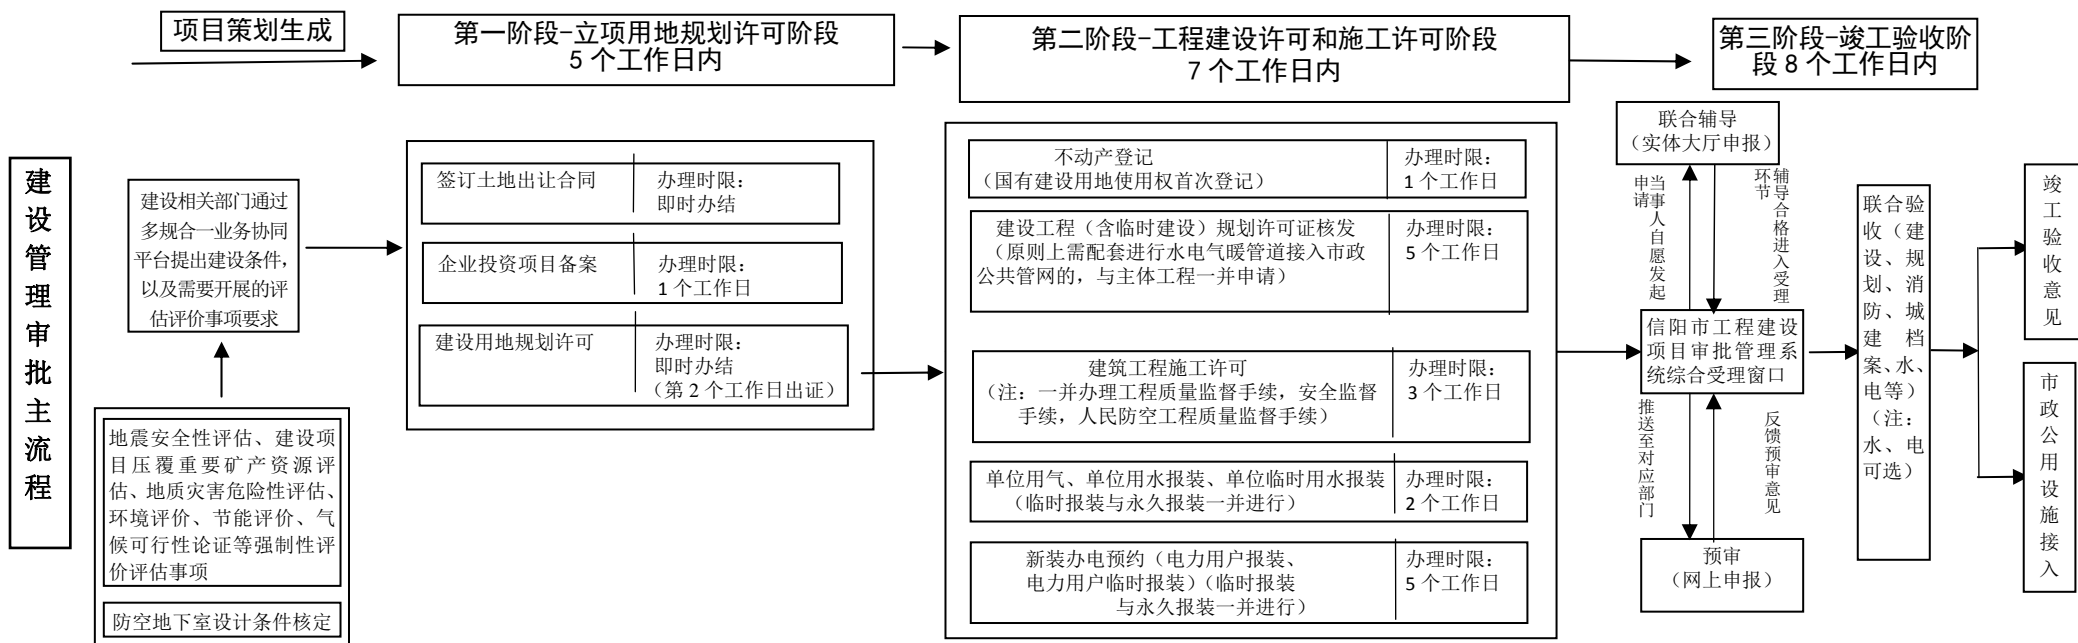 项目策划生成
第一阶段-立项用地规划许可阶段
5 个工作日内
第二阶段-工程建设许可和施工许可阶段
7 个工作日内
第三阶段-竣工验收阶
段 8 个工作日内
建设管理审批主流程
建设相关部门通过
多规合一业务协同
平台提出建设条件，
以及需要开展的评
估评价事项要求
地震安全性评估、建设项
目压覆重要矿产资源评
估、地质灾害危险性评估、
环境评价、节能评价、气
候可行性论证等强制性评
价评估事项
防空地下室设计条件核定
签订土地出让合同
办理时限：
即时办结
企业投资项目备案
办理时限：
1 个工作日
建设用地规划许可
办理时限：
即时办结
（第 2 个工作日出证）
不动产登记
（国有建设用地使用权首次登记）
办理时限：
1 个工作日
建设工程（含临时建设）规划许可证核发
（原则上需配套进行水电气暖管道接入市政
公共管网的，与主体工程一并申请）
办理时限：
5 个工作日
建筑工程施工许可
（注：一并办理工程质量监督手续，安全监督
手续，人民防空工程质量监督手续）
办理时限：
3 个工作日
单位用气、单位用水报装、单位临时用水报装
（临时报装与永久报装一并进行）
办理时限：
2 个工作日
新装办电预约（电力用户报装、
电力用户临时报装）（临时报装
与永久报装一并进行）
办理时限：
5 个工作日
联合辅导
（实体大厅申报）
当事人自愿发起
申请
辅导合格进入受理
环节
信阳市工程建设
项目审批管理系
统综合受理窗口
推送至对应部门
反馈预审意见
预审
（网上申报）
联合验
收（建
设、规
划、消
防、城
建档
案、水、
电等）
（注：
水、电
可选）
竣工验收意见
市政公用设施接入